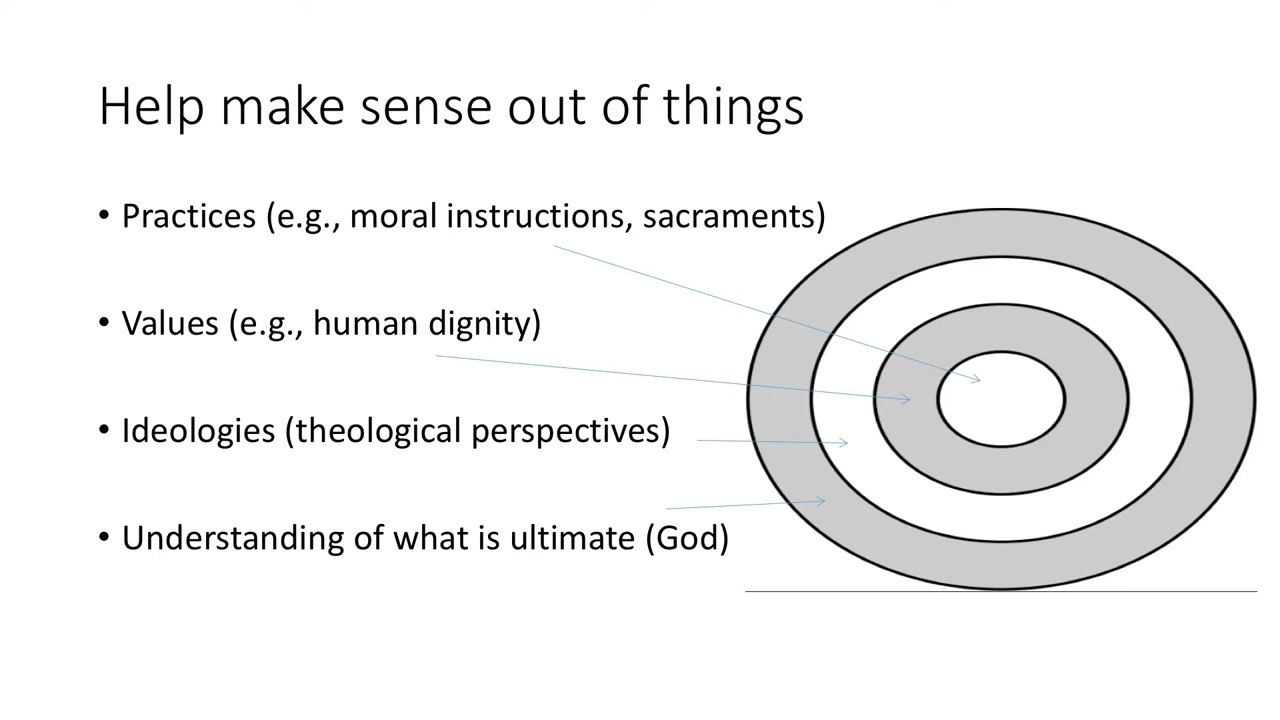 Help make sense out of things
• Practices (e.g., moral instructions, sacraments)
• Values (e.g., human dignity)
• Ideologies (theological perspectives)
• Understanding of what is ultimate (God)